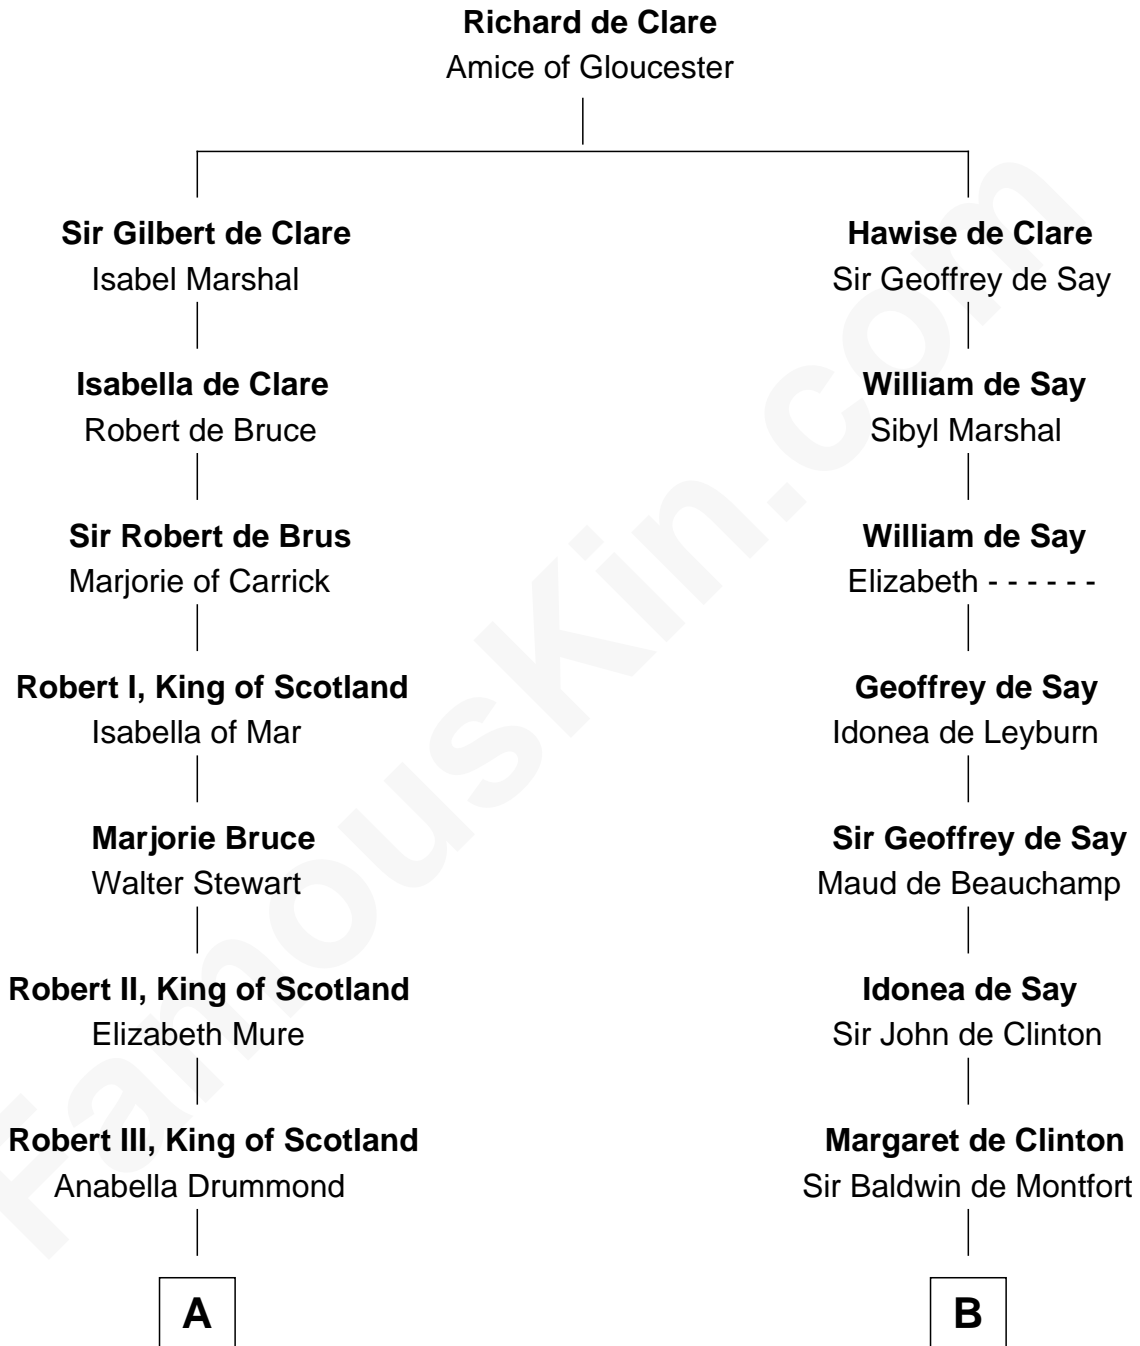 Richard de Clare
Amice of Gloucester
Sir Gilbert de Clare
Isabel Marshal
Hawise de Clare
Sir Geoffrey de Say
Isabella de Clare
Robert de Bruce
William de Say
Sibyl Marshal
Sir Robert de Brus
Marjorie of Carrick
William de Say
Elizabeth - - - - - -
Robert I, King of Scotland
Isabella of Mar
Geoffrey de Say
Idonea de Leyburn
Marjorie Bruce
Walter Stewart
Sir Geoffrey de Say
Maud de Beauchamp
Robert II, King of Scotland
Elizabeth Mure
Idonea de Say
Sir John de Clinton
Robert III, King of Scotland
Anabella Drummond
Margaret de Clinton
Sir Baldwin de Montfort
A
B
FamousKin.com